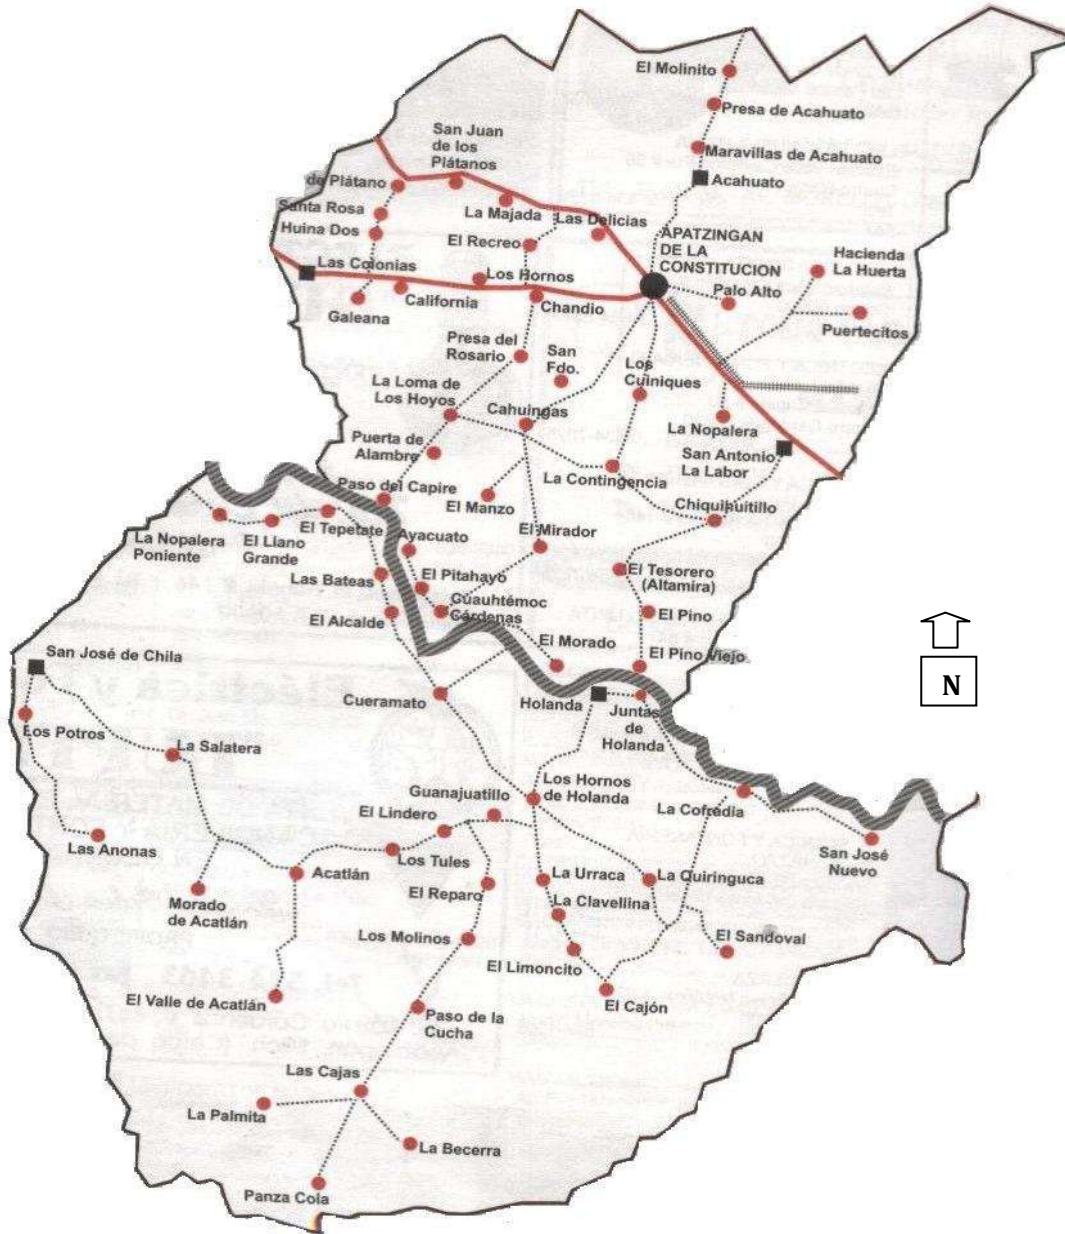 El Molinito
Presa de Acahuato
San Juan
de los
Plátanos
Maravillas de Acahuato
Acahuato
de Plátano
Santa Rosa
La Majada
Las Delicias
Huina Dos
El Recreo
APATZINGAN
DE LA
CONSTITUCION
Hacienda
La Huerta
Las Colonias
Los Hornos
Palo Alto
California
Chandio
Galeana
Puertecitos
Presa del
Rosario
San
Fdo.
Los
Cuiniques
La Loma de
Los Hoyos
Cahuingas
La Nopalera
Puerta de
Alambre
San Antonio
La Labor
La Contingencia
Paso del Capire
El Manzo
Chiquihuitillo
La Nopalera
Poniente
El Llano
Grande
El Tepetate
Ayacuato
El Mirador
Las Bateas
El Pitahayo
El Tesorero
(Altamira)
El Alcalde
Cuauhtémoc
Cárdenas
El Pino
San José de Chila
El Morado
El Pino Viejo
Cueramato
Holanda
Juntas
de
Holanda
N
Los Potros
La Salatera
Guanajuatillo
Los Hornos
de Holanda
La Cofradia
El Lindero
Las Anonas
Los Tules
San José
Nuevo
Acatlán
El Reparo
La Urraca
La Quiringuca
Morado
de Acatlán
La Clavellina
Los Molinos
El Sandoval
El Limoncito
El Valle de Acatlán
El Cajón
Paso de la
Cucha
Las Cajas
La Palmita
La Becerra
Panza Cola